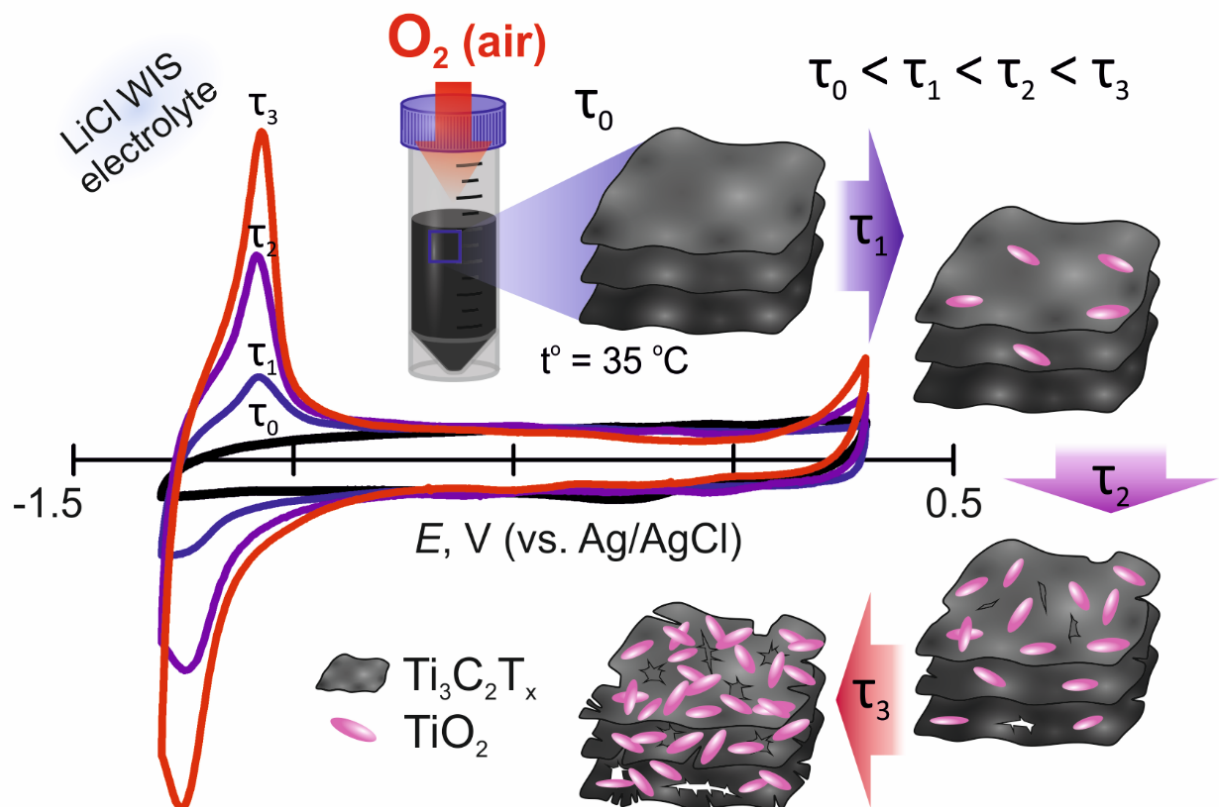 LiCl WIS
electrolyte
O₂ (air)
τ₀
τ₀ < τ₁ < τ₂ < τ₃
τ₃
τ₂
τ₁
τ₀
t° = 35 °C
τ₁
-1.5
0.5
E, V (vs. Ag/AgCl)
τ₂
τ₃
Ti₃C₂Tₓ
TiO₂